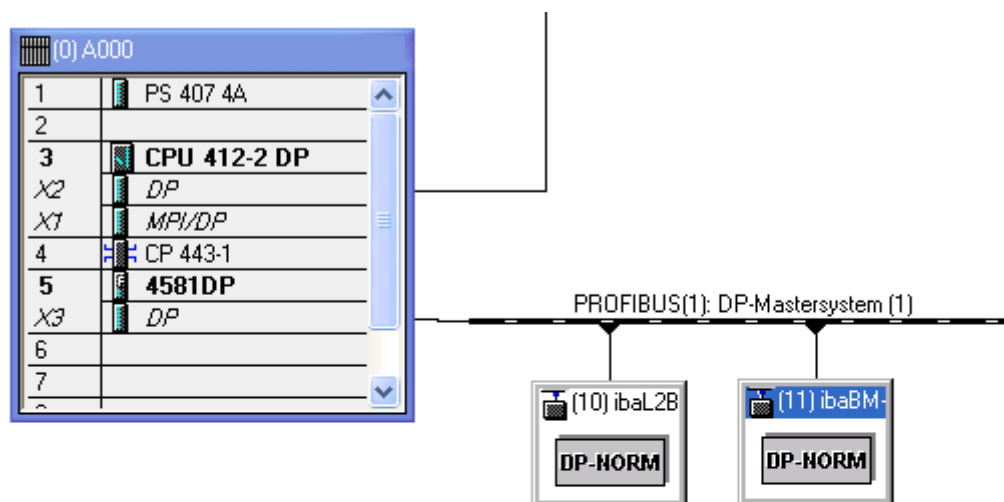 (0) A000
1 PS 407 4A
2
3 CPU 412-2 DP
X2 DP
X1 MPI/DP
4 CP 443-1
5 4581DP
X3 DP
6
7
PROFIBUS(1): DP-Mastersystem (1)
(10) ibaL2B
(11) ibaBM-
DP-NORM
DP-NORM